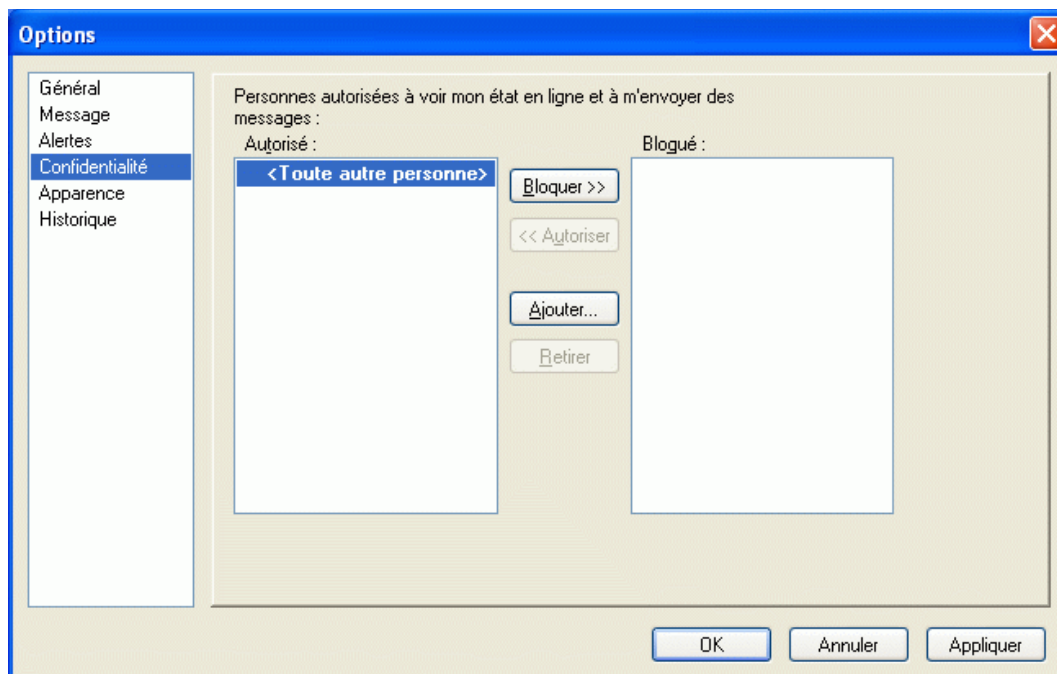 Options
Général
Message
Alertes
Confidentialité
Apparence
Historique
Personnes autorisées à voir mon état en ligne et à m'envoyer des
messages :
Autorisé :
<Toute autre personne>
Bloquer >>
<< Autoriser
Ajouter...
Retirer
Bloqué :
OK
Annuler
Appliquer